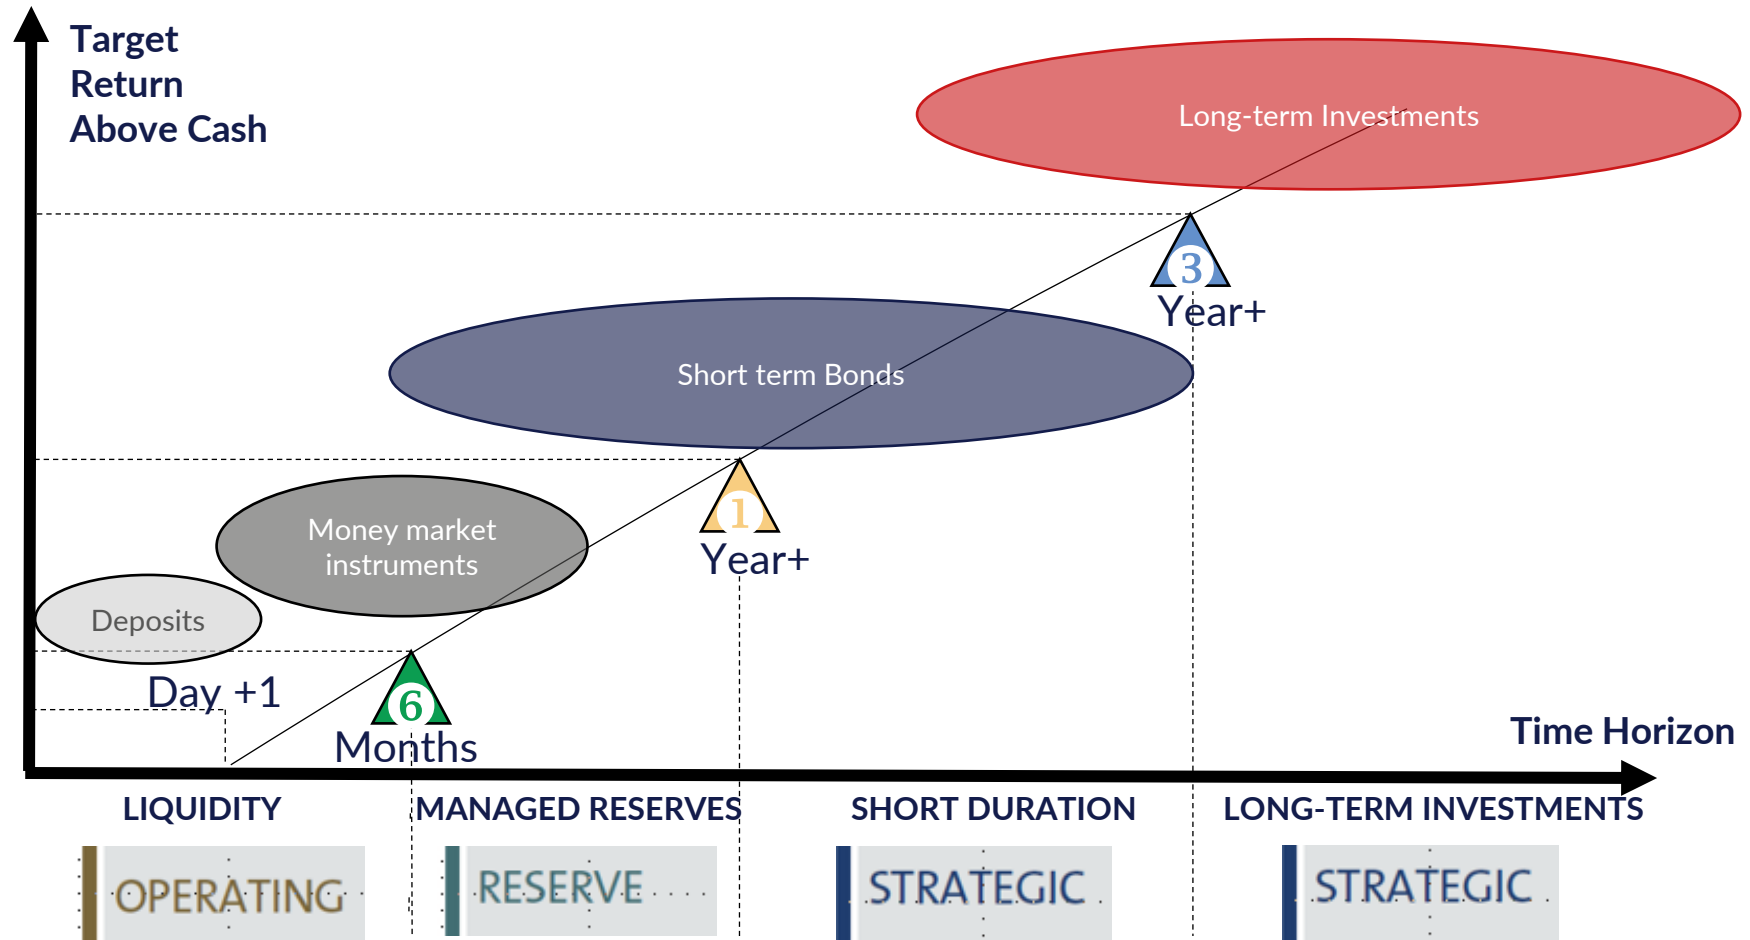 Target
Return
Above Cash
Long-term Investments
3
Year+
Short term Bonds
1
Year+
Money market
instruments
Deposits
Day +1
6
Months
Time Horizon
LIQUIDITY
MANAGED RESERVES
SHORT DURATION
LONG-TERM INVESTMENTS
OPERATING
RESERVE
STRATEGIC
STRATEGIC